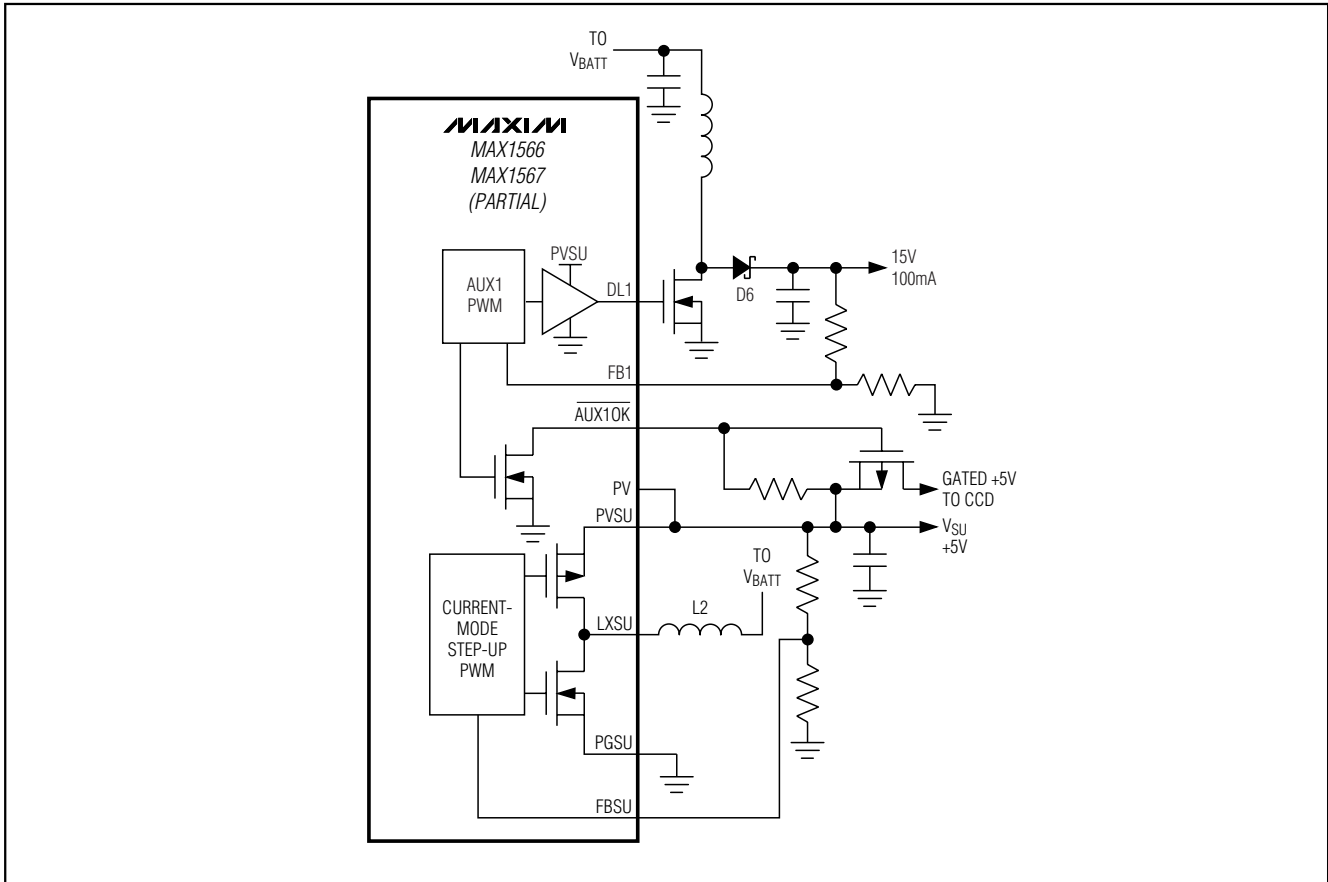 TO
VBATT
MAXIM
MAX1566
MAX1567
(PARTIAL)
PVSU
AUX1
PWM
DL1
D6
15V
100mA
FB1
AUX1OK
PV
PVSU
GATED +5V
TO CCD
VSU
+5V
TO
VBATT
CURRENT-
MODE
STEP-UP
PWM
LXSU
L2
PGSU
FBSU